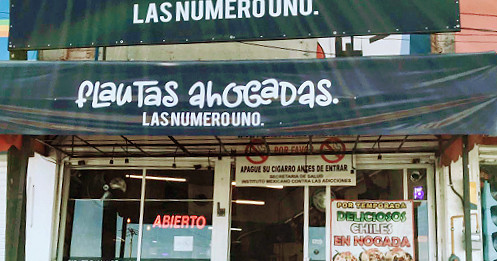 LAS NUMERO UNO.
FLAUTAS AHOGADAS.
LAS NUMERO UNO.
POR FAVOR
APAGUE SU CIGARRO ANTES DE ENTRAR
SECRETARIA DE SALUD
INSTITUTO MEXICANO CONTRA LAS ADICCIONES
ABIERTO
POR TEMPORADA
DELICIOSOS
CHILES
EN NOGADA